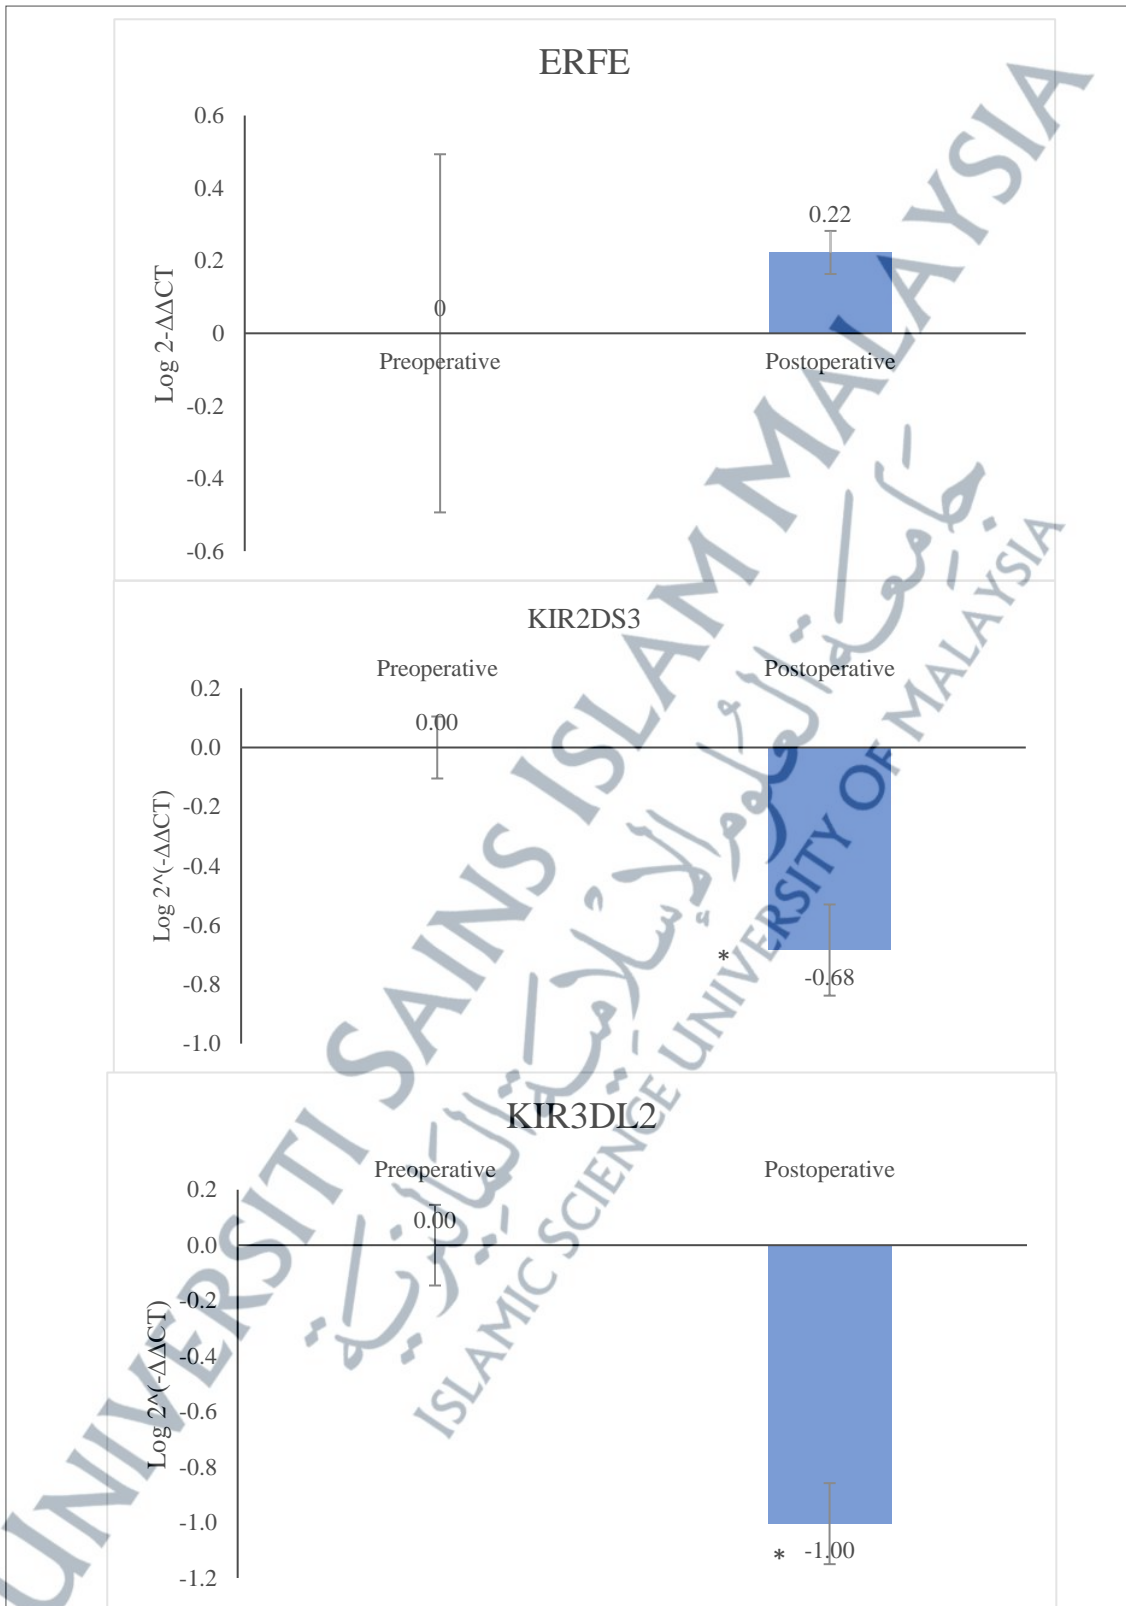 ERFE
0.6
0.4
0.2
0
-0.2
-0.4
-0.6
Log 2-ΔΔCT
0
0.22
Preoperative
Postoperative
KIR2DS3
Preoperative
Postoperative
0.2
0.0
-0.2
-0.4
-0.6
-0.8
-1.0
Log 2^(-ΔΔCT)
0.00
*
-0.68
KIR3DL2
Preoperative
Postoperative
0.2
0.0
-0.2
-0.4
-0.6
-0.8
-1.0
-1.2
Log 2^(-ΔΔCT)
0.00
* -1.00
UNIVERSITI SAINS ISLAM MALAYSIA
جامعة العلوم الإسلامية الماليزية
ISLAMIC SCIENCE UNIVERSITY OF MALAYSIA